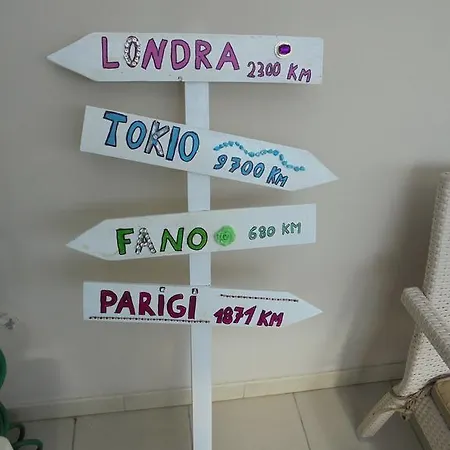 LONDRA
2300 KM
TOKIO
9700 KM
FANO 680 KM
PARIGI 1871 KM